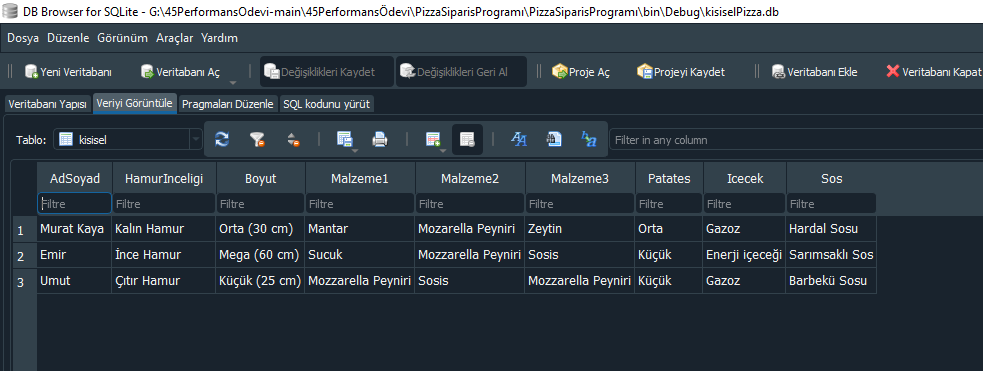 DB Browser for SQLite - G:\45PerformansOdevi-main\45PerformansÖdevi\PizzaSiparisProgramı\PizzaSiparisProgramı\bin\Debug\kisiselPizza.db
Dosya Düzenle Görünüm Araçlar Yardım
Yeni Veritabanı Veritabanı Aç Değişiklikleri Kaydet Değişiklikleri Geri Al Proje Aç Projeyi Kaydet Veritabanı Ekle Veritabanı Kapat
Veritabanı Yapısı Veriyi Görüntüle Pragmaları Düzenle SQL kodunu yürüt
Tablo: kisisel Filter in any column
AdSoyad HamurInceligi Boyut Malzeme1 Malzeme2 Malzeme3 Patates Icecek Sos
Filtre Filtre Filtre Filtre Filtre Filtre Filtre Filtre Filtre
1 Murat Kaya Kalın Hamur Orta (30 cm) Mantar Mozarella Peyniri Zeytin Orta Gazoz Hardal Sosu
2 Emir İnce Hamur Mega (60 cm) Sucuk Mozzarella Peyniri Sosis Küçük Enerji içeceği Sarımsaklı Sos
3 Umut Çıtır Hamur Küçük (25 cm) Mozzarella Peyniri Sosis Mozzarella Peyniri Küçük Gazoz Barbekü Sosu